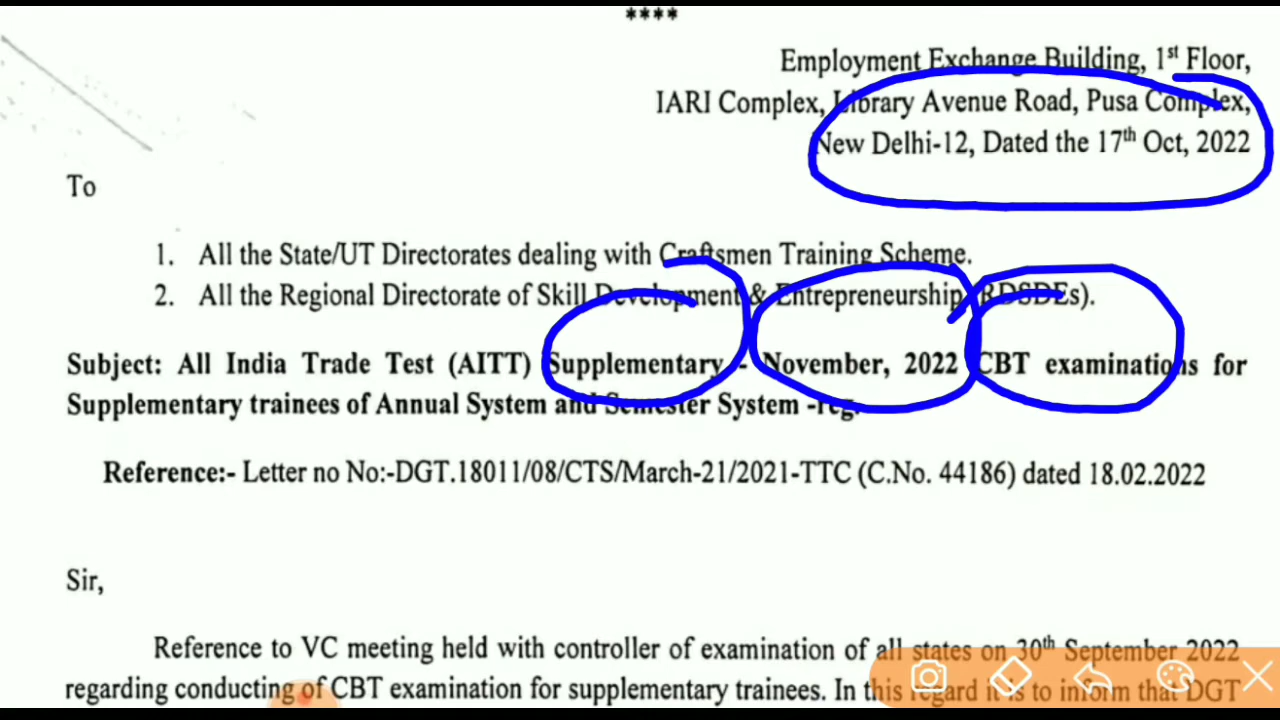 ****
Employment Exchange Building, 1st Floor,
IARI Complex, Library Avenue Road, Pusa Complex,
New Delhi-12, Dated the 17th Oct, 2022
To
1. All the State/UT Directorates dealing with Craftsmen Training Scheme.
2. All the Regional Directorate of Skill Development & Entrepreneurship (RDSDEs).
Subject: All India Trade Test (AITT) Supplementary - November, 2022 CBT examinations for
Supplementary trainees of Annual System and Semester System -reg.
Reference:- Letter no No:-DGT.18011/08/CTS/March-21/2021-TTC (C.No. 44186) dated 18.02.2022
Sir,
Reference to VC meeting held with controller of examination of all states on 30th September 2022
regarding conducting of CBT examination for supplementary trainees. In this regard it is to inform that DGT